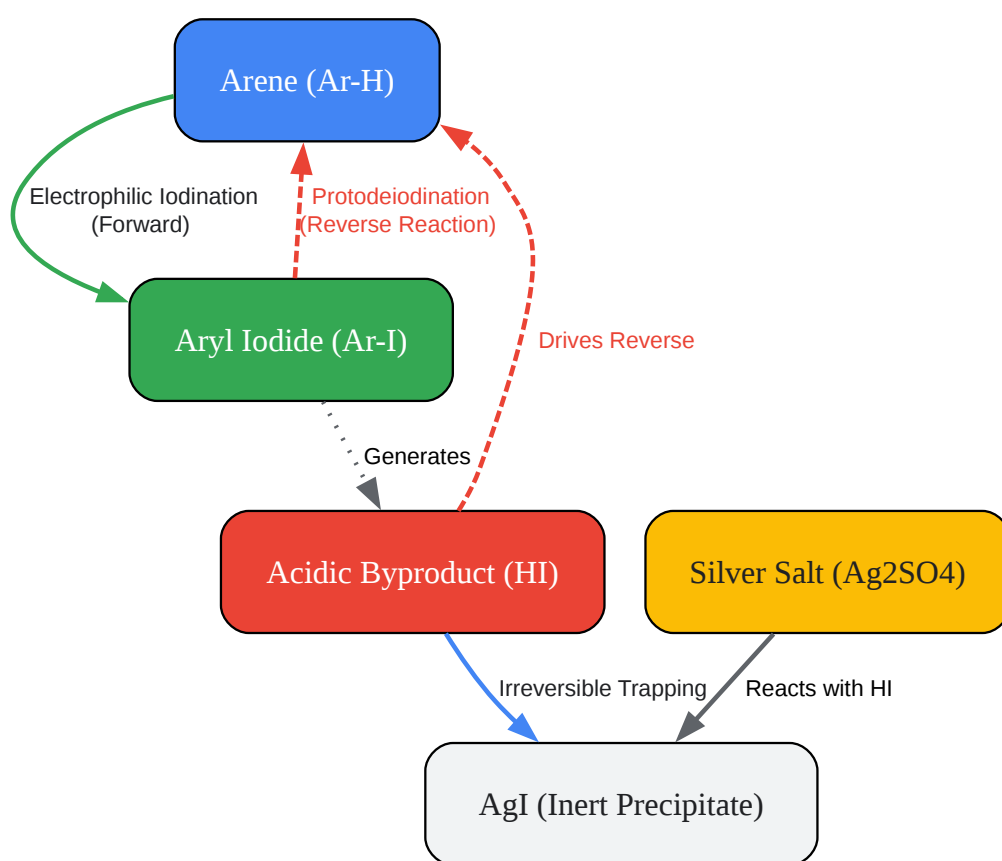 Arene (Ar-H)
Electrophilic Iodination
(Forward)
Protodeiodination
(Reverse Reaction)
Aryl Iodide (Ar-I)
Drives Reverse
Generates
Acidic Byproduct (HI)
Silver Salt (Ag2SO4)
Irreversible Trapping
Reacts with HI
AgI (Inert Precipitate)